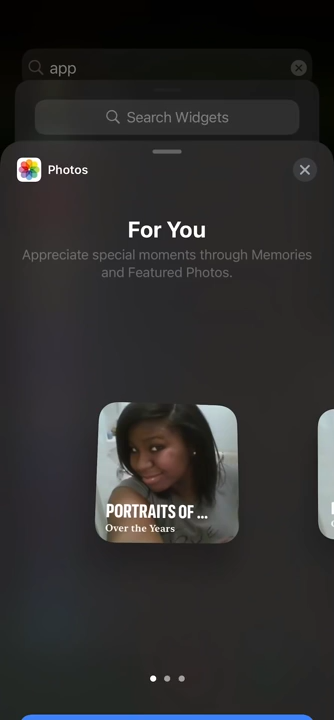 app
Search Widgets
Photos
For You
Appreciate special moments through Memories
and Featured Photos.
PORTRAITS OF ...
Over the Years